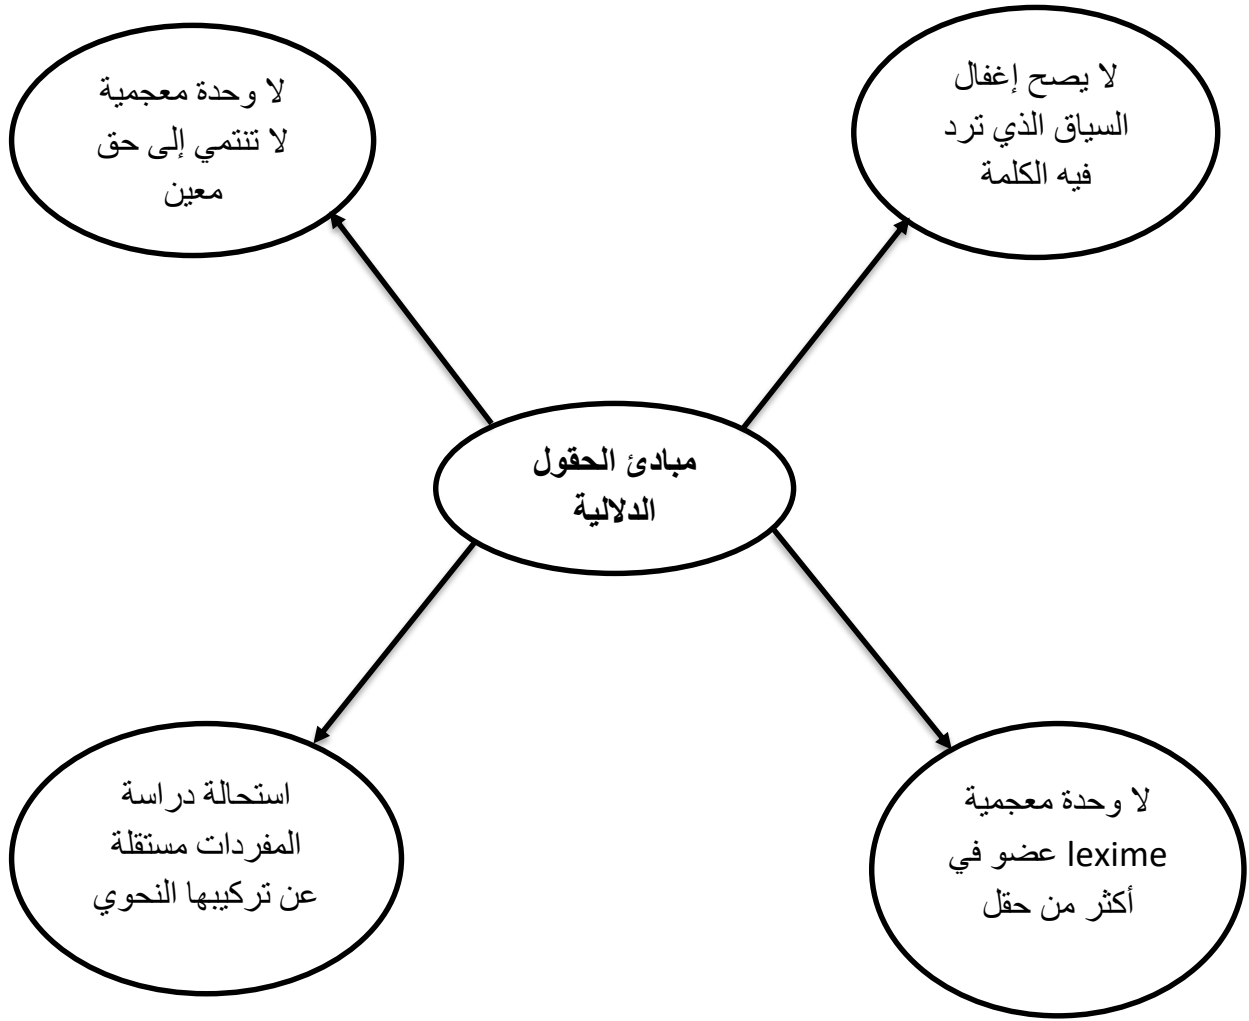 لا يصح إغفال
السياق الذي ترد
فيه الكلمة
لا وحدة معجمية
لا تنتمي إلى حق
معين
مبادئ الحقول
الدلالية
لا وحدة معجمية
lexime عضو في
أكثر من حقل
استحالة دراسة
المفردات مستقلة
عن تركيبها النحوي